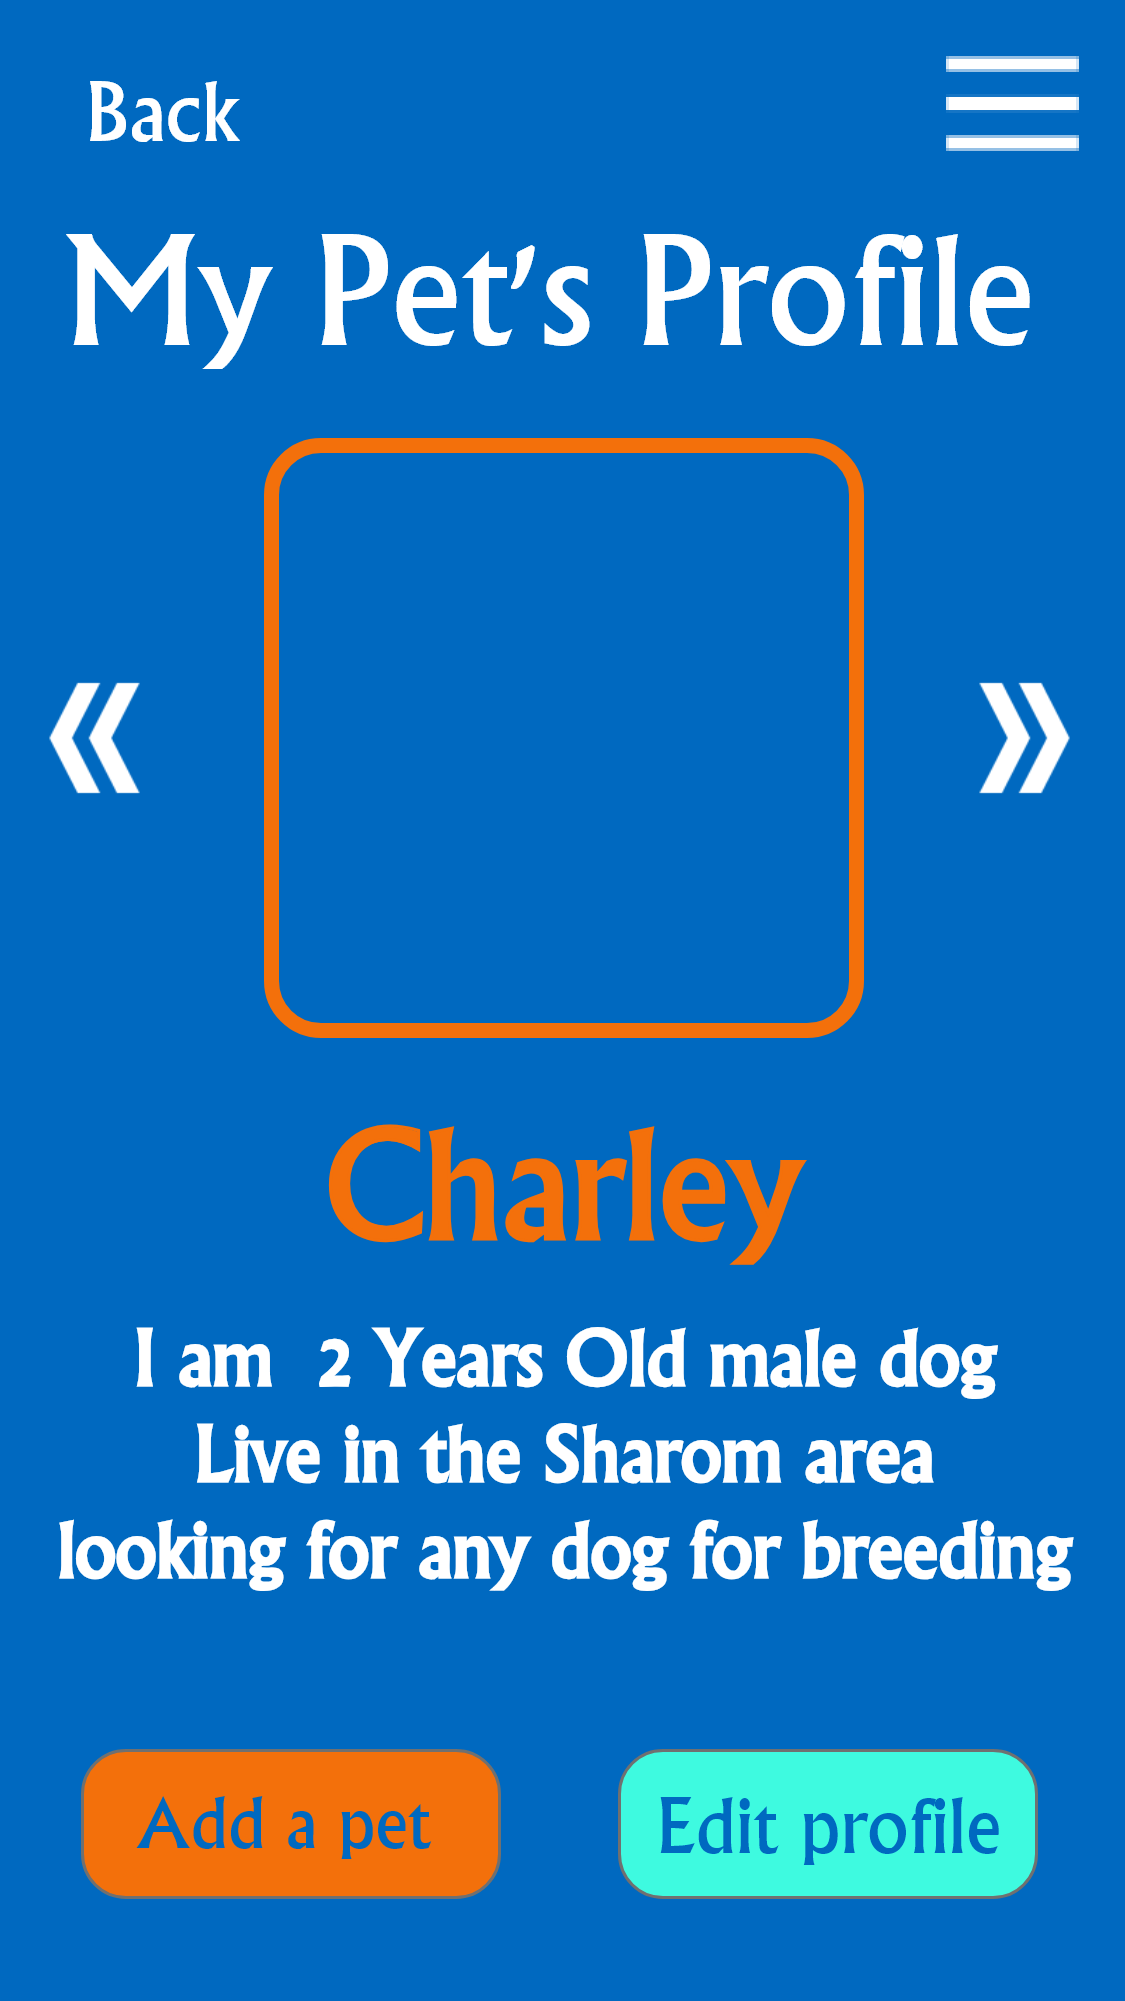 Back
My Pet's Profile
Charley
I am  2 Years Old male dog
Live in the Sharom area
looking for any dog for breeding
Add a pet
Edit profile